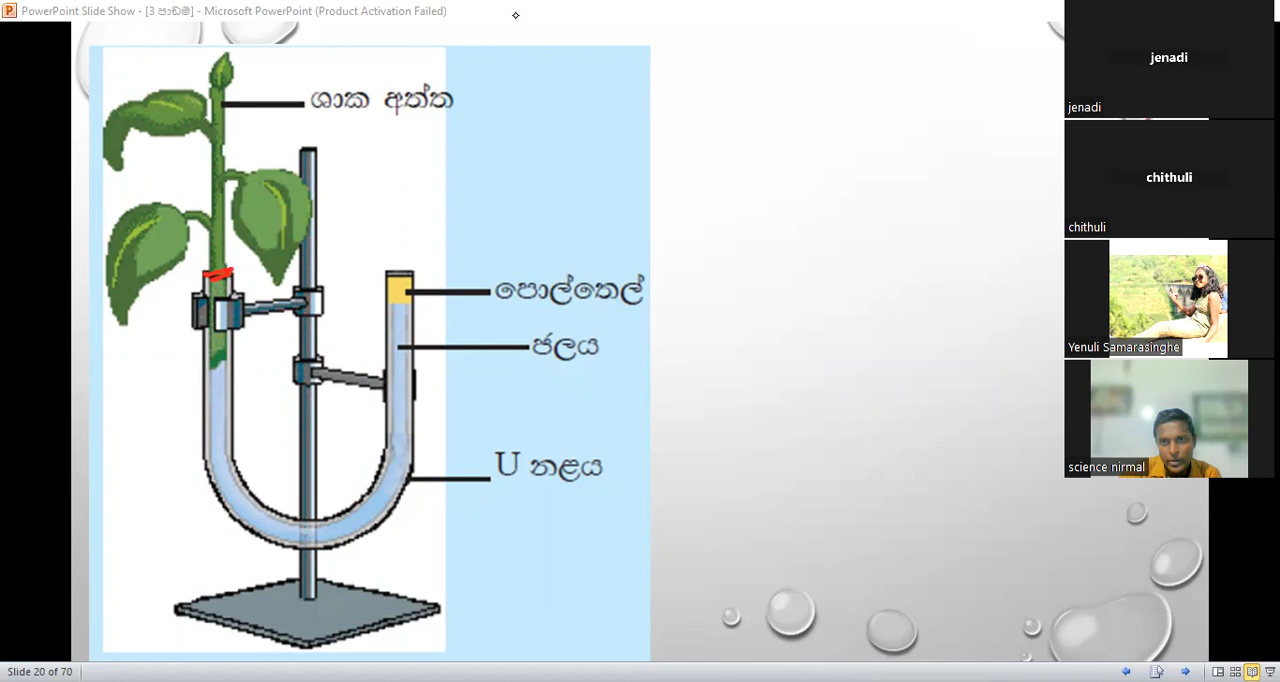 PowerPoint Slide Show - [3 පාඩම] - Microsoft PowerPoint (Product Activation Failed)
ශාක අත්ත
පොල්තෙල්
ජලය
U නළය
jenadi
jenadi
chithuli
chithuli
Yenuli Samarasinghe
science nirmal
Slide 20 of 70